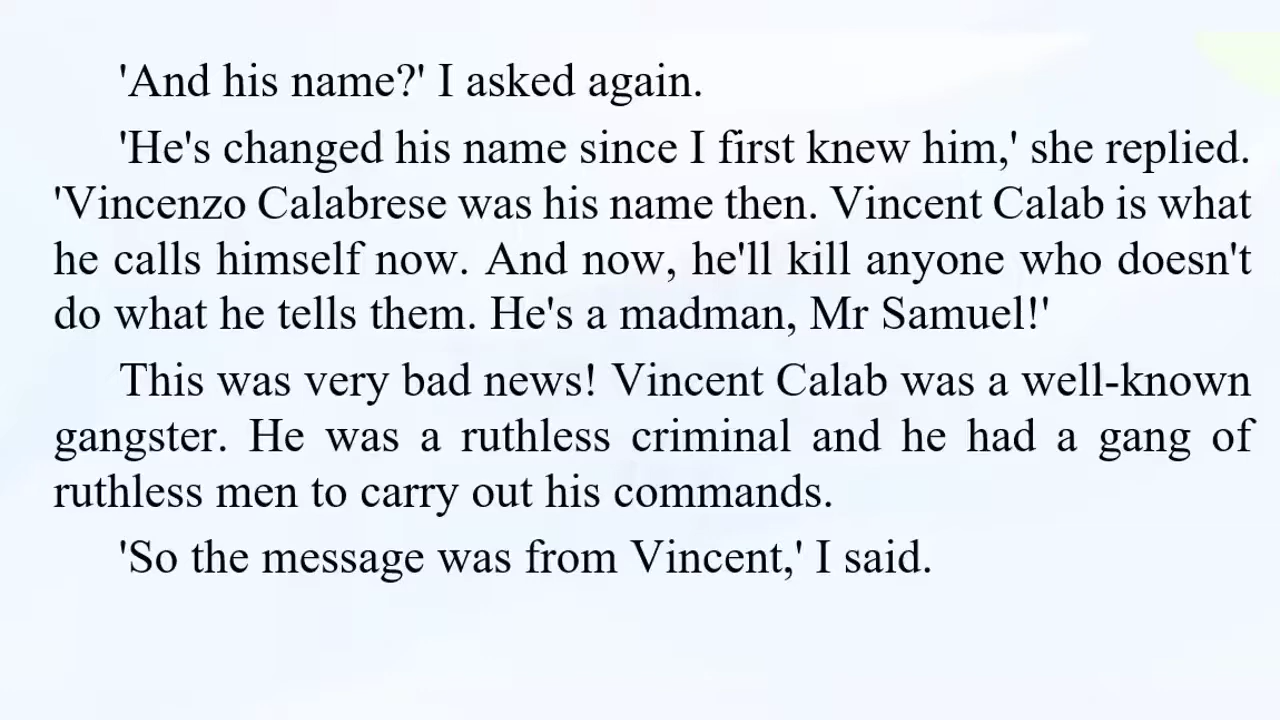 'And his name?' I asked again.
'He's changed his name since I first knew him,' she replied.
'Vincenzo Calabrese was his name then. Vincent Calab is what
he calls himself now. And now, he'll kill anyone who doesn't
do what he tells them. He's a madman, Mr Samuel!'
This was very bad news! Vincent Calab was a well-known
gangster. He was a ruthless criminal and he had a gang of
ruthless men to carry out his commands.
'So the message was from Vincent,' I said.